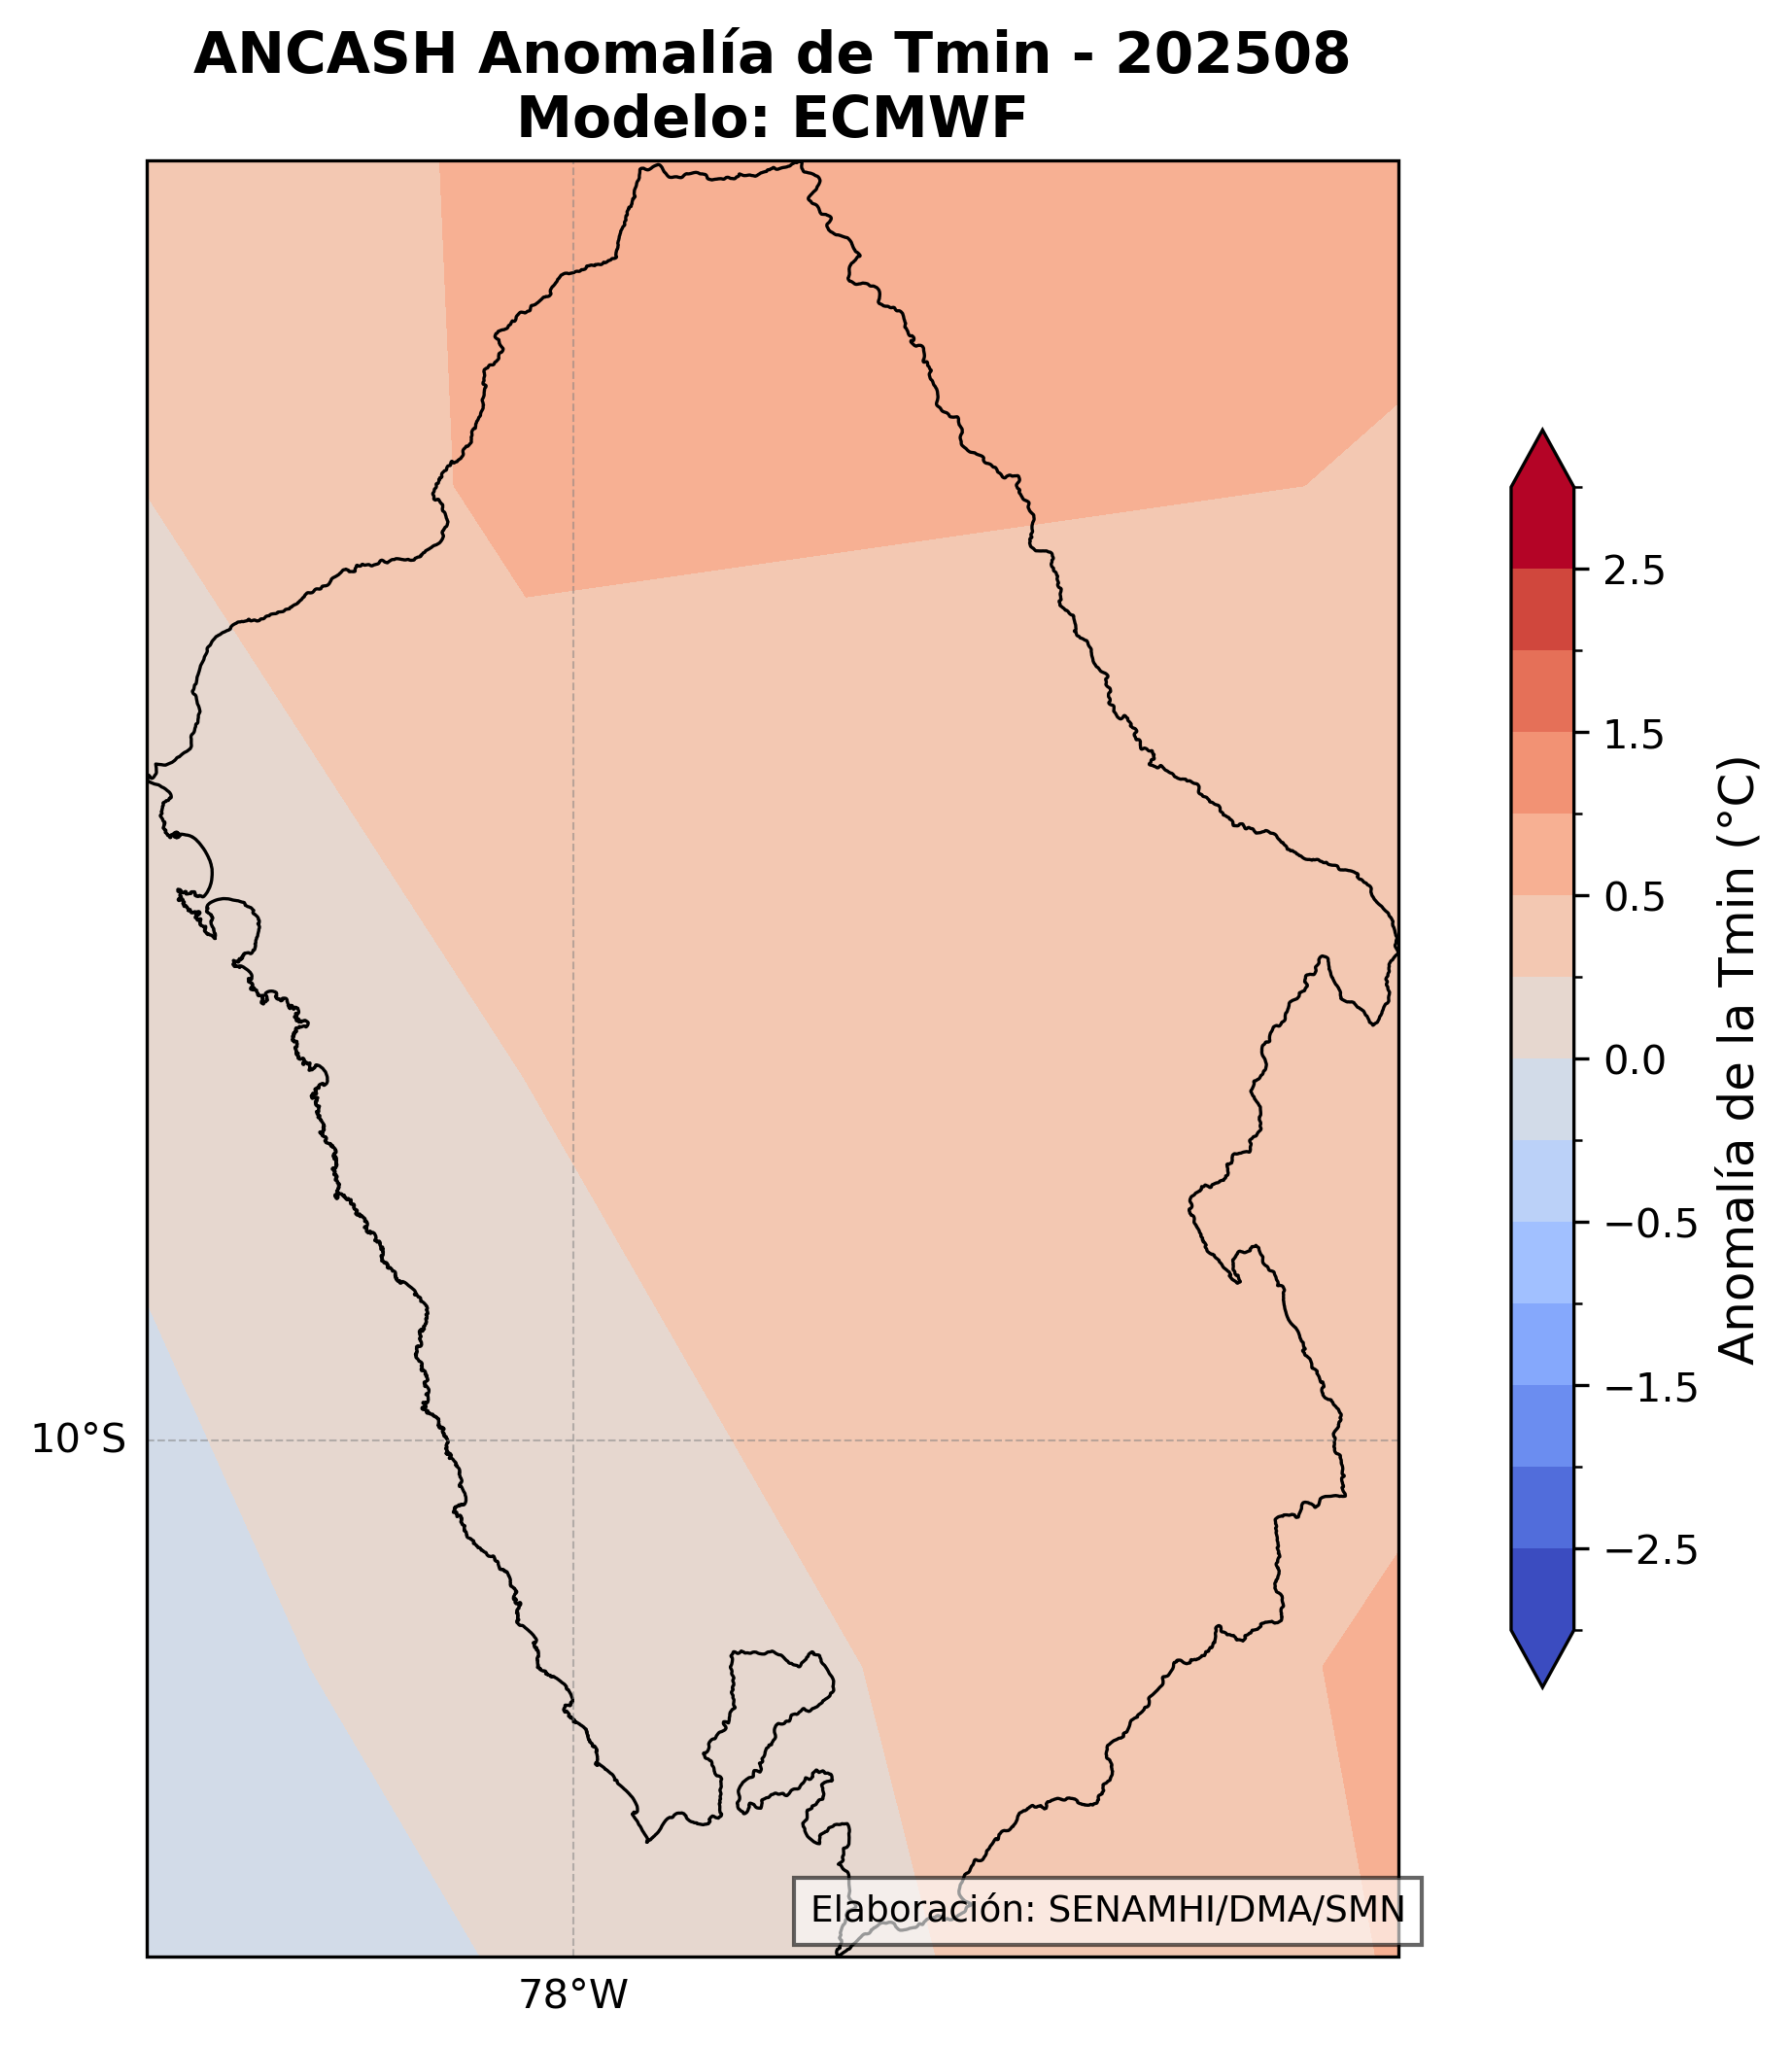 ANCASH Anomalía de Tmin - 202508
Modelo: ECMWF
2.5
1.5
0.5
0.0
−0.5
−1.5
−2.5
Anomalía de la Tmin (°C)
10°S
78°W
Elaboración: SENAMHI/DMA/SMN